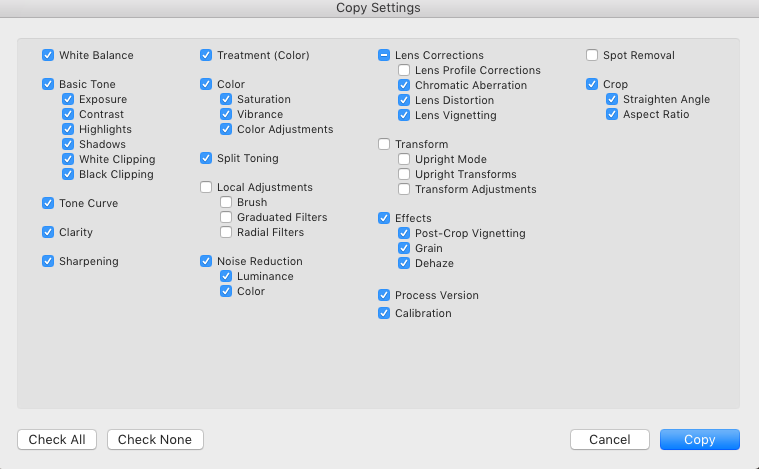 Copy Settings
White Balance
Basic Tone
Exposure
Contrast
Highlights
Shadows
White Clipping
Black Clipping
Tone Curve
Clarity
Sharpening
Treatment (Color)
Color
Saturation
Vibrance
Color Adjustments
Split Toning
Local Adjustments
Brush
Graduated Filters
Radial Filters
Noise Reduction
Luminance
Color
Lens Corrections
Lens Profile Corrections
Chromatic Aberration
Lens Distortion
Lens Vignetting
Transform
Upright Mode
Upright Transforms
Transform Adjustments
Effects
Post-Crop Vignetting
Grain
Dehaze
Process Version
Calibration
Spot Removal
Crop
Straighten Angle
Aspect Ratio
Check All
Check None
Cancel
Copy